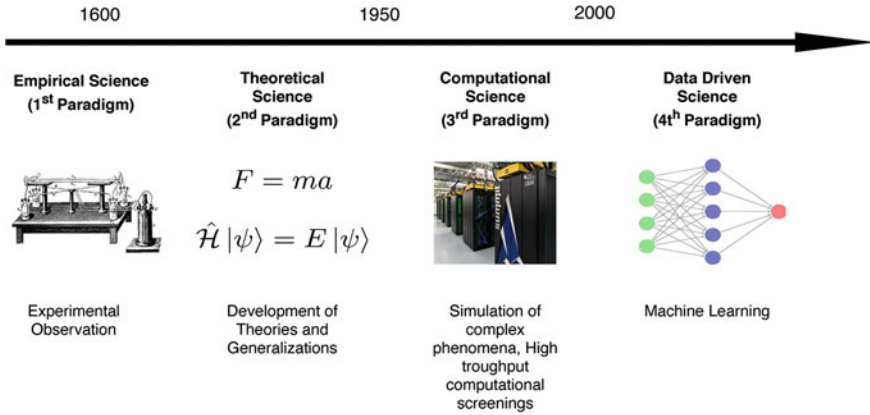 1600
1950
2000
Empirical Science
(1st Paradigm)
Theoretical
Science
(2nd Paradigm)
Computational
Science
(3rd Paradigm)
Data Driven
Science
(4th Paradigm)
F = ma
Ĥ |ψ⟩ = E |ψ⟩
summit
Experimental
Observation
Development of
Theories and
Generalizations
Simulation of
complex
phenomena, High
troughput
computational
screenings
Machine Learning